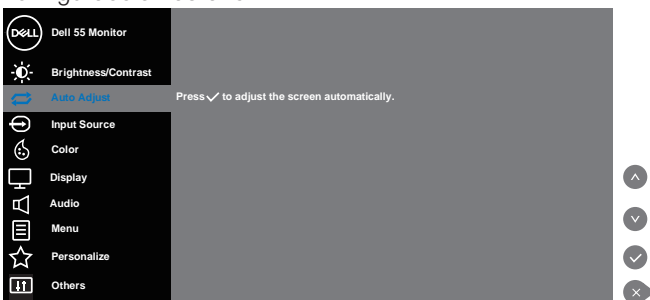 DELL
Dell 55 Monitor
Brightness/Contrast
Auto Adjust
Press ✓ to adjust the screen automatically.
Input Source
Color
Display
Audio
Menu
Personalize
Others